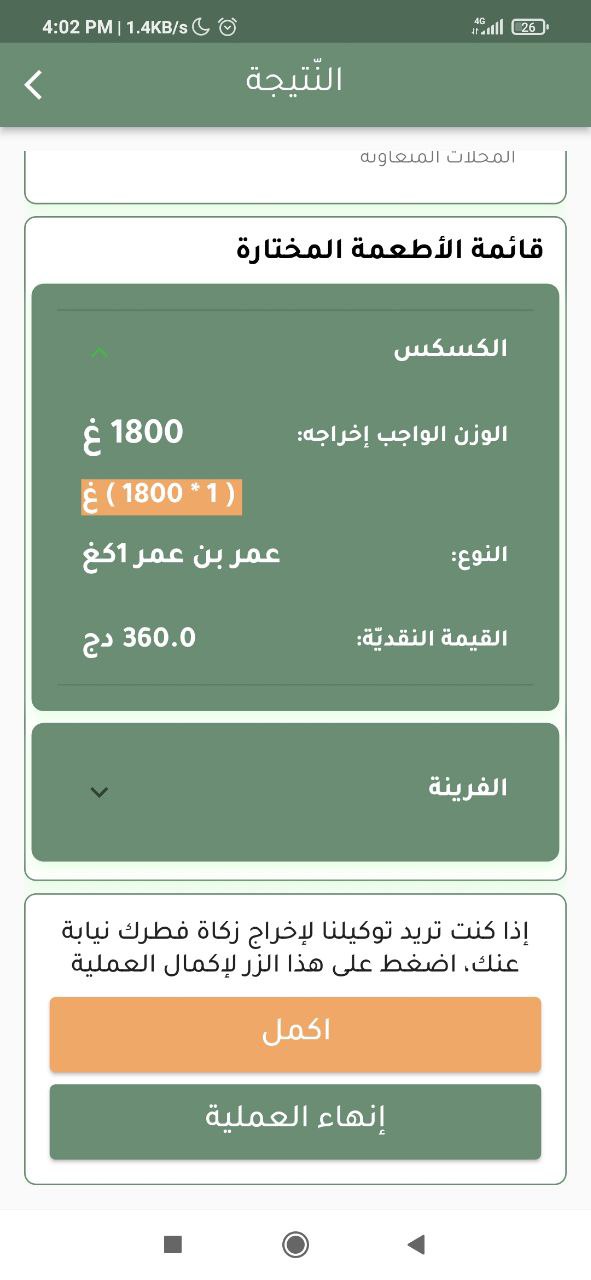 4:02 PM | 1.4KB/s 4G 26
النّتيجة
المحلات المتعاونة
قائمة الأطعمة المختارة
الكسكس
الوزن الواجب إخراجه: 1800 غ
( 1 * 1800 ) غ
النوع: عمر بن عمر 1كغ
القيمة النقديّة: 360.0 دج
الفرينة
إذا كنت تريد توكيلنا لإخراج زكاة فطرك نيابة
عنك، اضغط على هذا الزر لإكمال العملية
اكمل
إنهاء العملية